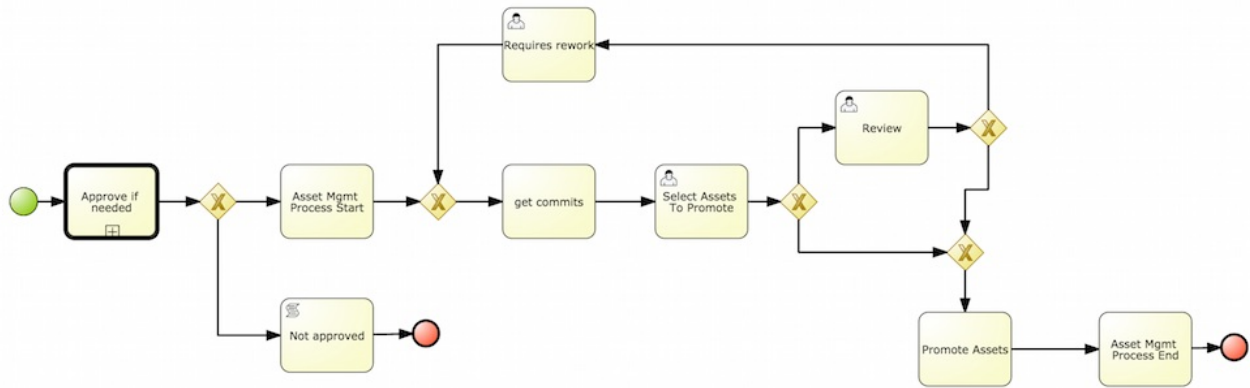 Requires rework
Review
Approve if
needed
Asset Mgmt
Process Start
get commits
Select Assets
To Promote
Not approved
Promote Assets
Asset Mgmt
Process End